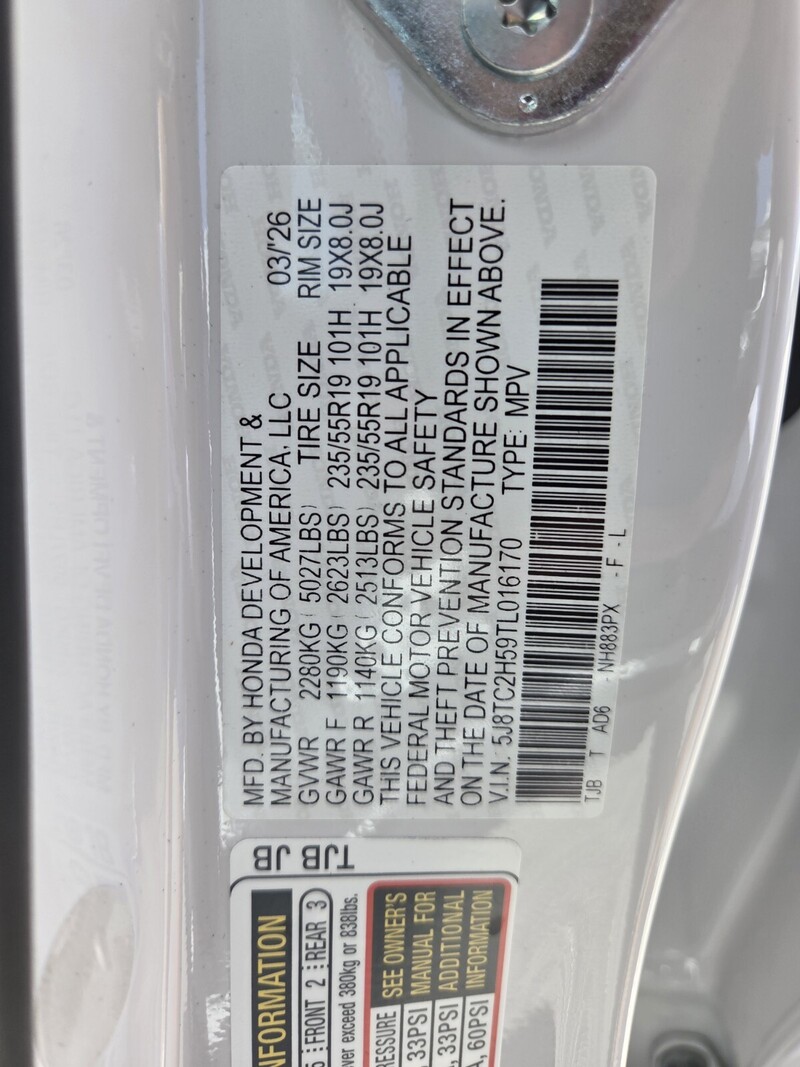 MFD. BY HONDA DEVELOPMENT &
MANUFACTURING OF AMERICA, LLC 03/'26
GVWR 2280KG ( 5027LBS) TIRE SIZE RIM SIZE
GAWR F 1190KG ( 2623LBS) 235/55R19 101H 19X8.0J
GAWR R 1140KG ( 2513LBS) 235/55R19 101H 19X8.0J
THIS VEHICLE CONFORMS TO ALL APPLICABLE
FEDERAL MOTOR VEHICLE SAFETY
AND THEFT PREVENTION STANDARDS IN EFFECT
ON THE DATE OF MANUFACTURE SHOWN ABOVE.
V.I.N. 5J8TC2H59TL016170 TYPE: MPV
TJB T AD6 -NH883PX -F -L
TJB JB
FRONT 2 REAR 3
exceed 380kg or 838lbs.
SEE OWNER'S
MANUAL FOR
ADDITIONAL
INFORMATION
33PSI
33PSI
60PSI